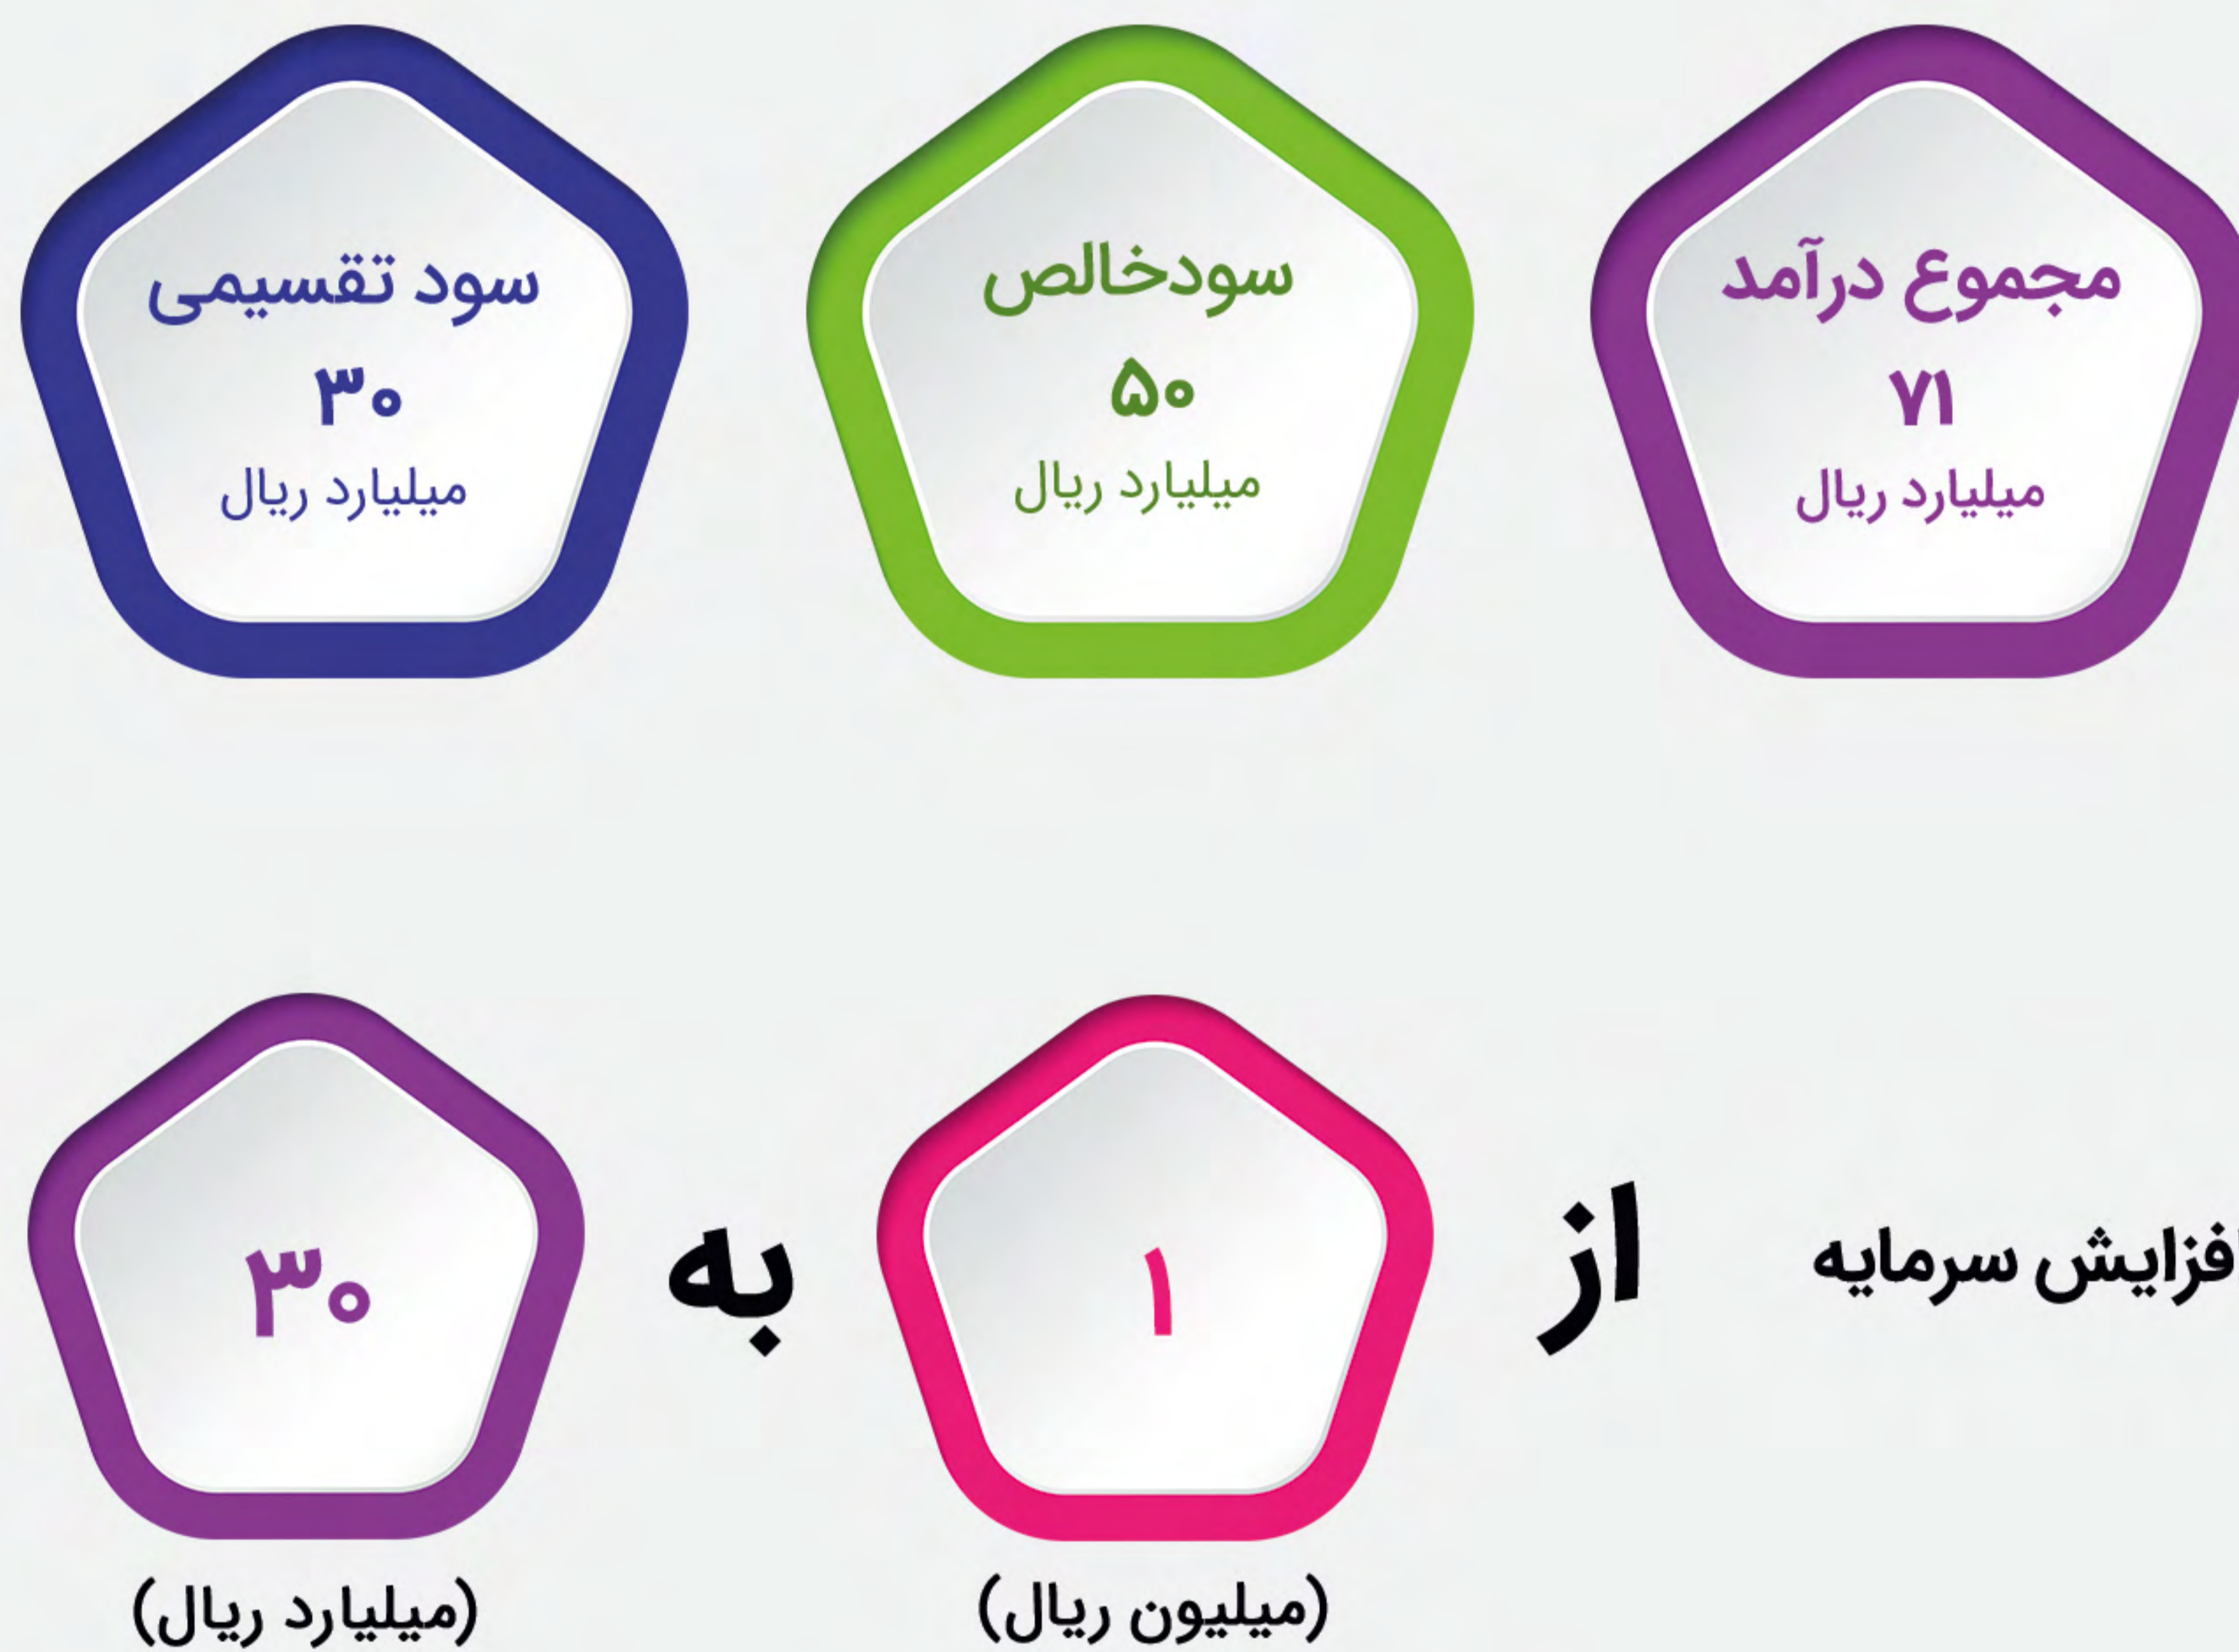 مجموع درآمد
۷۱
میلیارد ریال
سودخالص
۵۰
میلیارد ریال
سود تقسیمی
۳۰
میلیارد ریال
افزایش سرمایه
از
۱
(میلیون ریال)
به
۳۰
(میلیارد ریال)